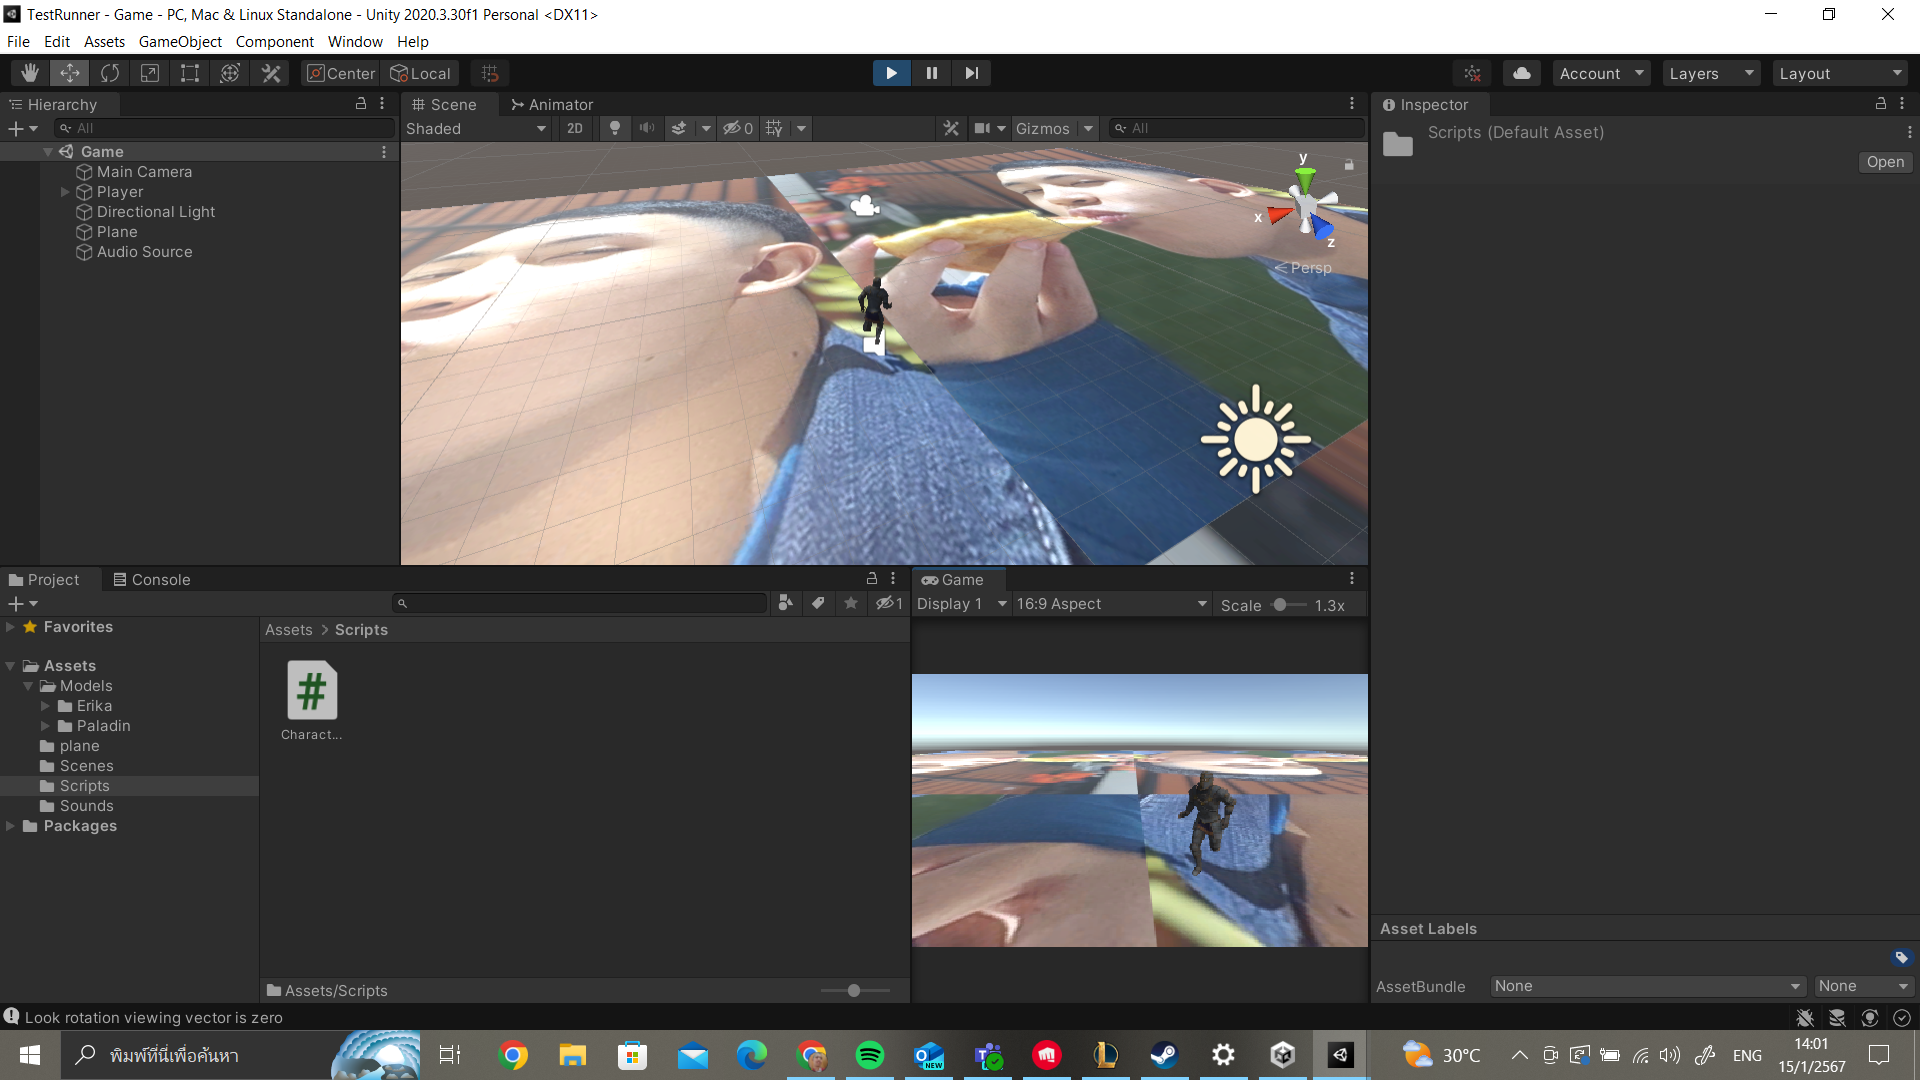 TestRunner - Game - PC, Mac & Linux Standalone - Unity 2020.3.30f1 Personal <DX11>
File Edit Assets GameObject Component Window Help
Center Local Account Layers Layout
Hierarchy
All
Game
Main Camera
Player
Directional Light
Plane
Audio Source
Scene Animator
Shaded 2D 0 Gizmos All
y
x
z
Persp
Inspector
Scripts (Default Asset)
Open
Project Console
1
Favorites
Assets
Models
Erika
Paladin
plane
Scenes
Scripts
Sounds
Packages
Assets > Scripts
#
Charact...
Assets/Scripts
Game
Display 1 16:9 Aspect Scale 1.3x
Asset Labels
AssetBundle None None
Look rotation viewing vector is zero
พิมพ์ที่นี่เพื่อค้นหา
NEW
30°C
ENG
14:01
15/1/2567